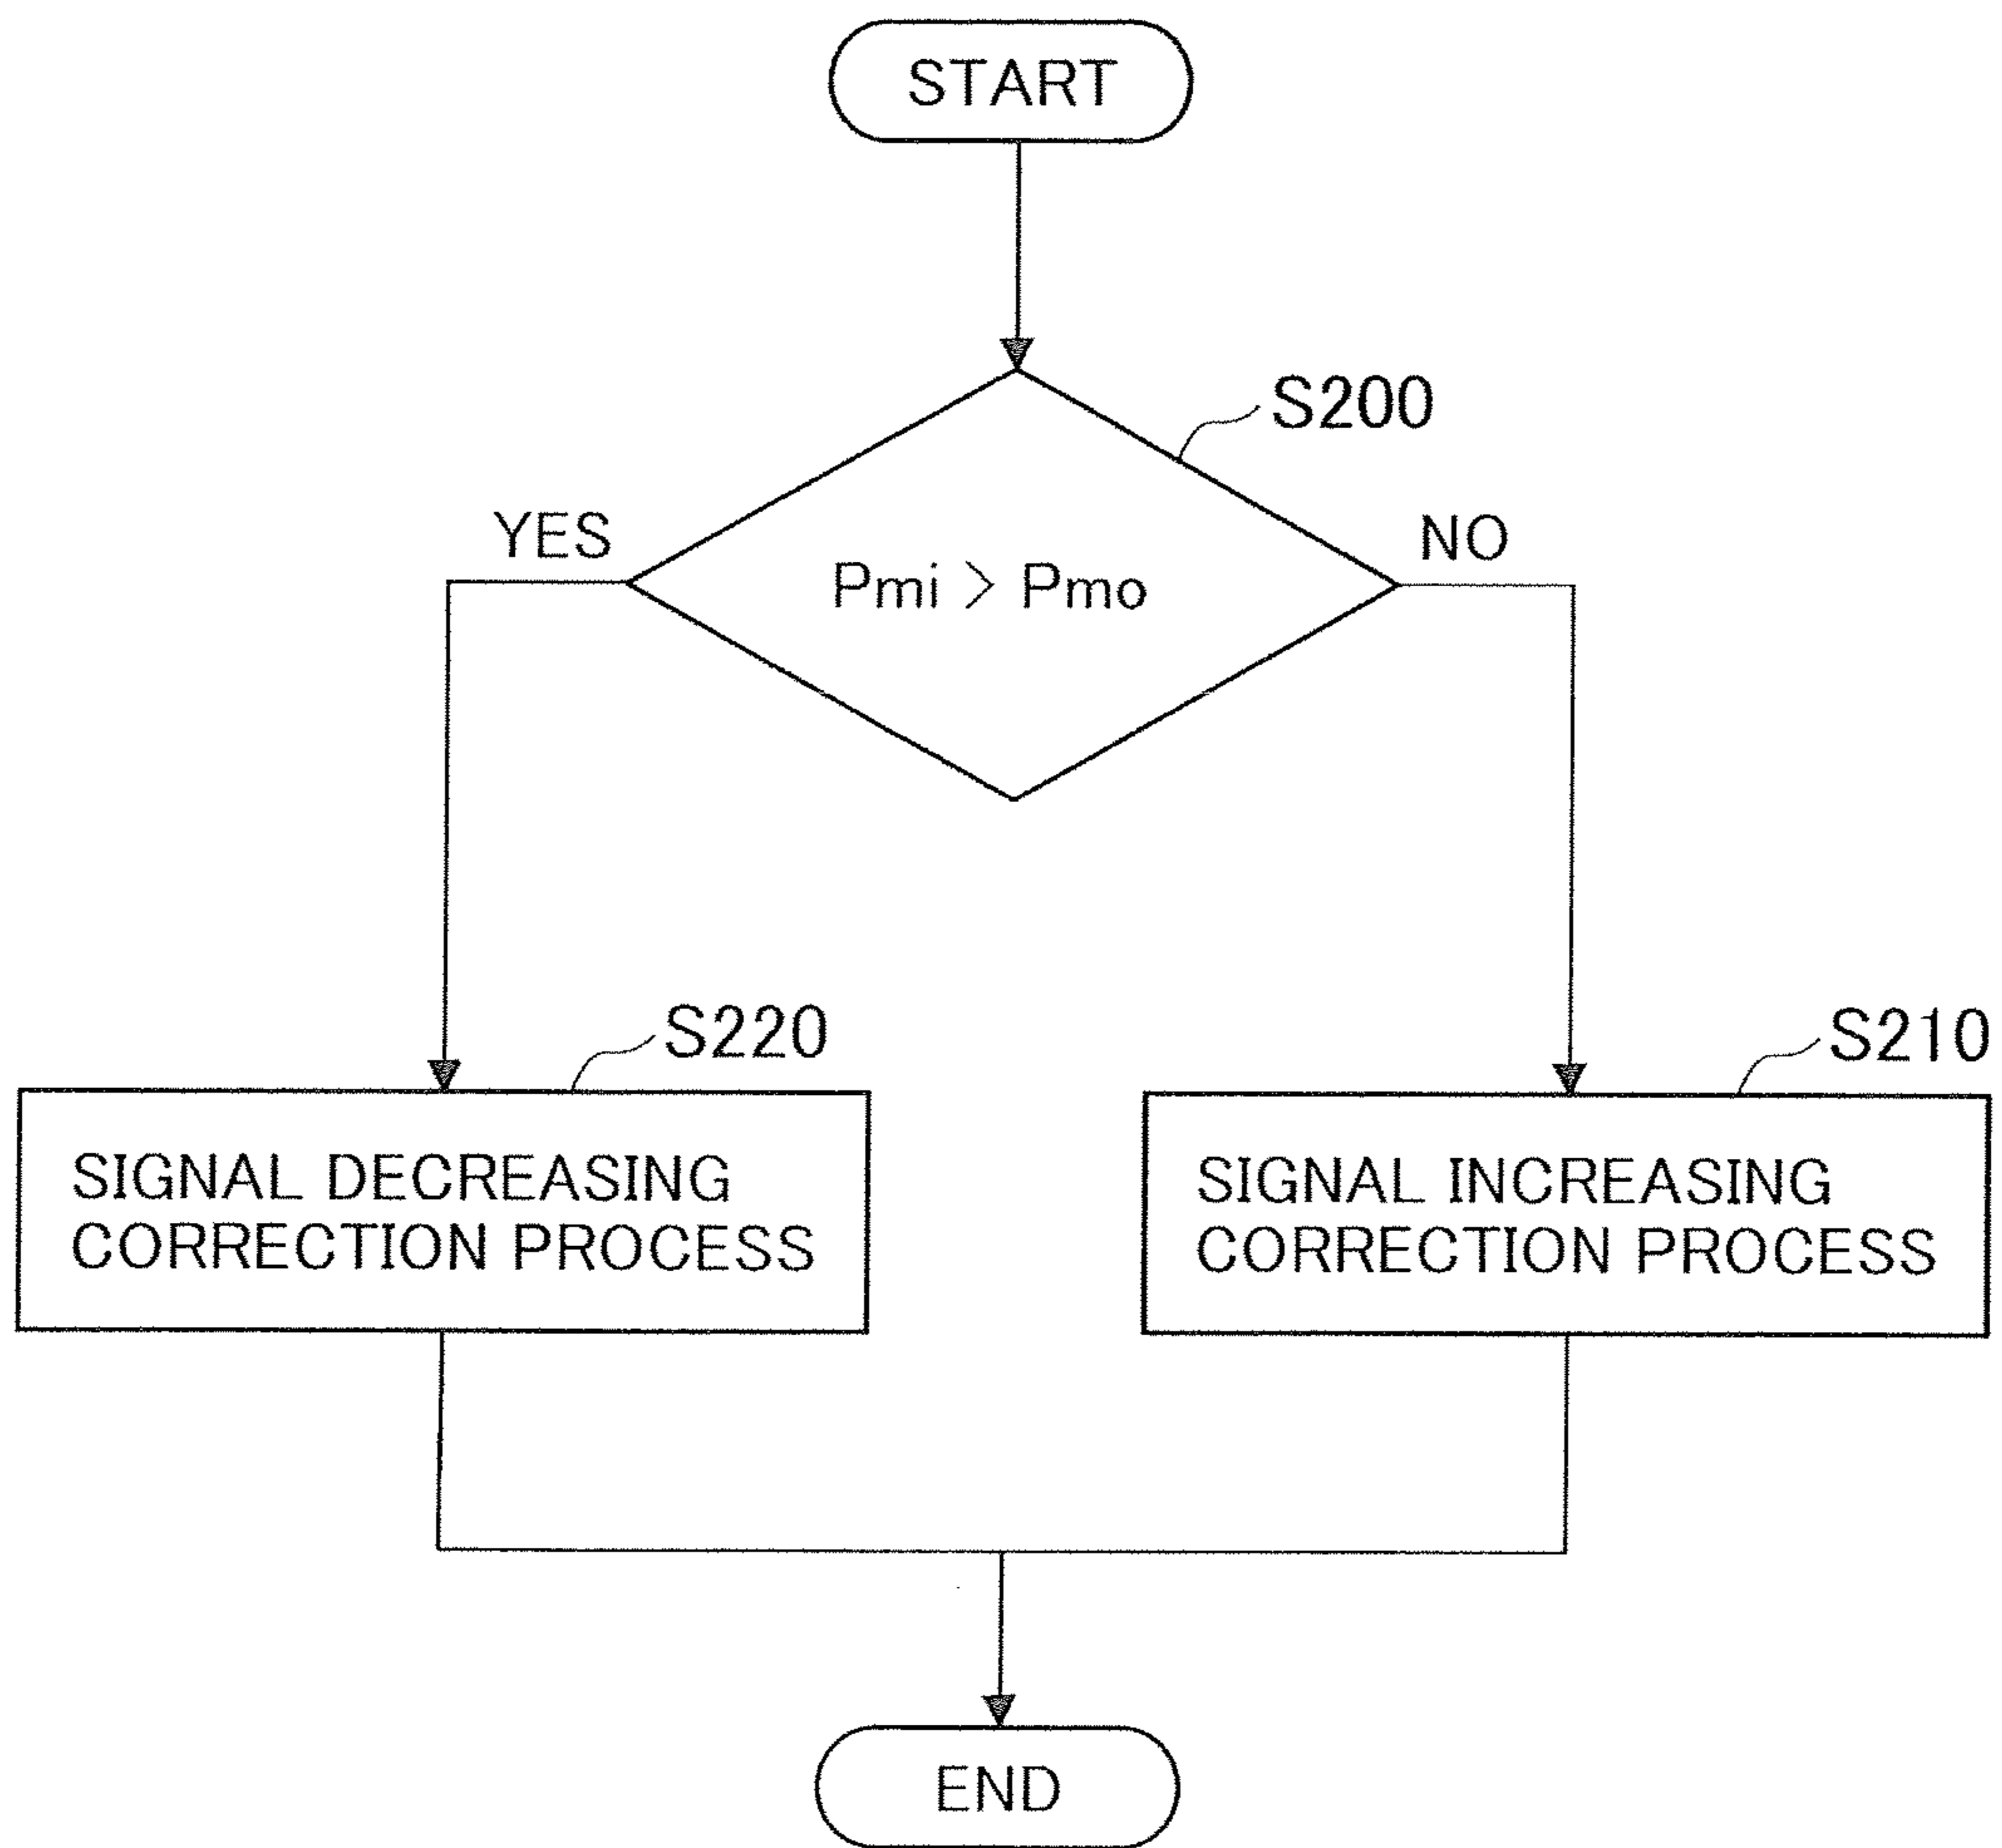 START
S200
YES
NO
Pmi > Pmo
S220
S210
SIGNAL DECREASING
CORRECTION PROCESS
SIGNAL INCREASING
CORRECTION PROCESS
END